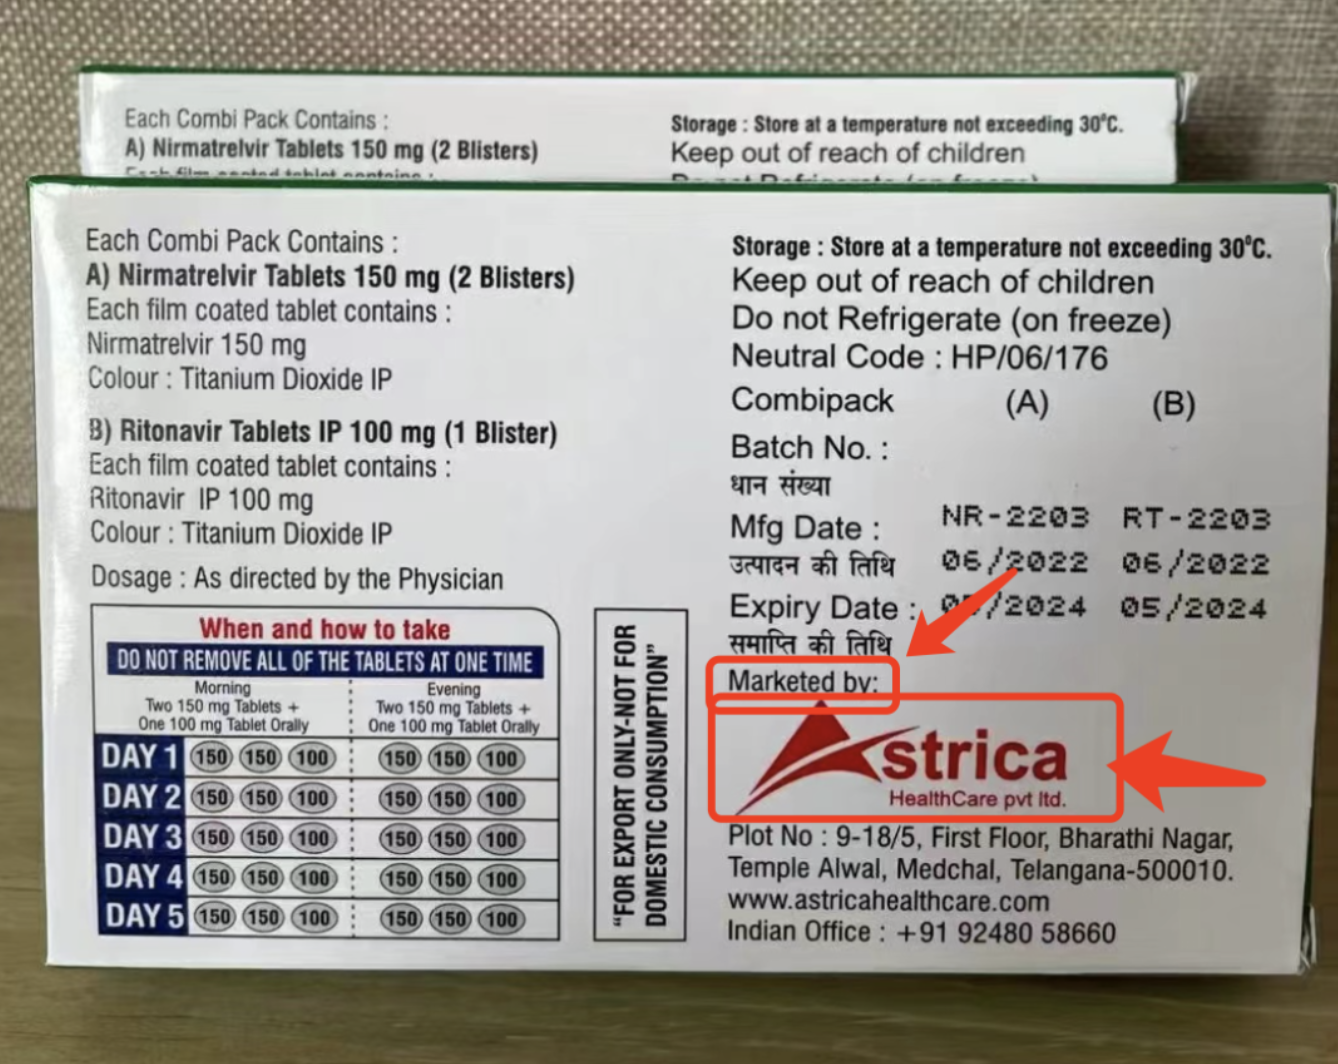 Each Combi Pack Contains :
A) Nirmatrelvir Tablets 150 mg (2 Blisters)
Each film coated tablet contains :
Storage : Store at a temperature not exceeding 30°C.
Keep out of reach of children
Do not Refrigerate (on freeze)
Each Combi Pack Contains :
A) Nirmatrelvir Tablets 150 mg (2 Blisters)
Each film coated tablet contains :
Nirmatrelvir 150 mg
Colour : Titanium Dioxide IP
B) Ritonavir Tablets IP 100 mg (1 Blister)
Each film coated tablet contains :
Ritonavir IP 100 mg
Colour : Titanium Dioxide IP
Dosage : As directed by the Physician
When and how to take
DO NOT REMOVE ALL OF THE TABLETS AT ONE TIME
Morning
Two 150 mg Tablets +
One 100 mg Tablet Orally
Evening
Two 150 mg Tablets +
One 100 mg Tablet Orally
DAY 1 150 150 100 150 150 100
DAY 2 150 150 100 150 150 100
DAY 3 150 150 100 150 150 100
DAY 4 150 150 100 150 150 100
DAY 5 150 150 100 150 150 100
"FOR EXPORT ONLY-NOT FOR
DOMESTIC CONSUMPTION"
Storage : Store at a temperature not exceeding 30°C.
Keep out of reach of children
Do not Refrigerate (on freeze)
Neutral Code : HP/06/176
Combipack (A) (B)
Batch No. :
धान संख्या
NR-2203 RT-2203
Mfg Date :
उत्पादन की तिथि
06/2022 06/2022
Expiry Date : /2024 05/2024
समाप्ति की तिथि
Marketed by:
Astrica
HealthCare pvt ltd.
Plot No : 9-18/5, First Floor, Bharathi Nagar,
Temple Alwal, Medchal, Telangana-500010.
www.astricahealthcare.com
Indian Office : +91 92480 58660